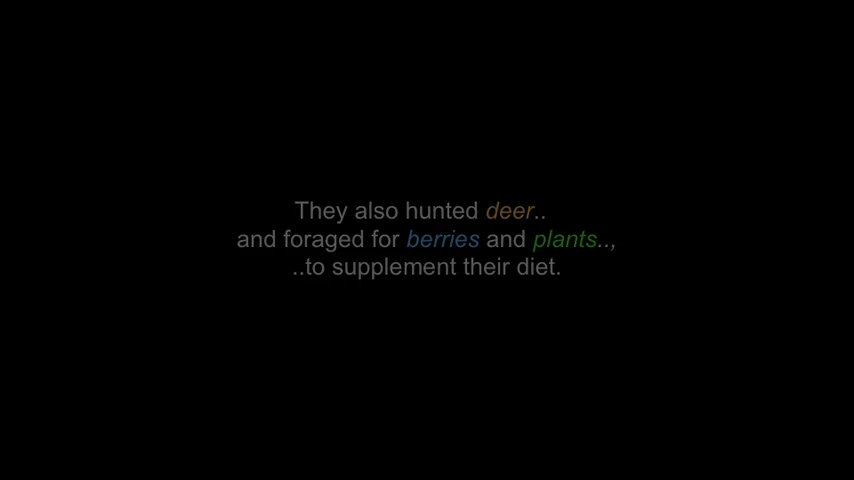 They also hunted deer..
and foraged for berries and plants..,
..to supplement their diet.